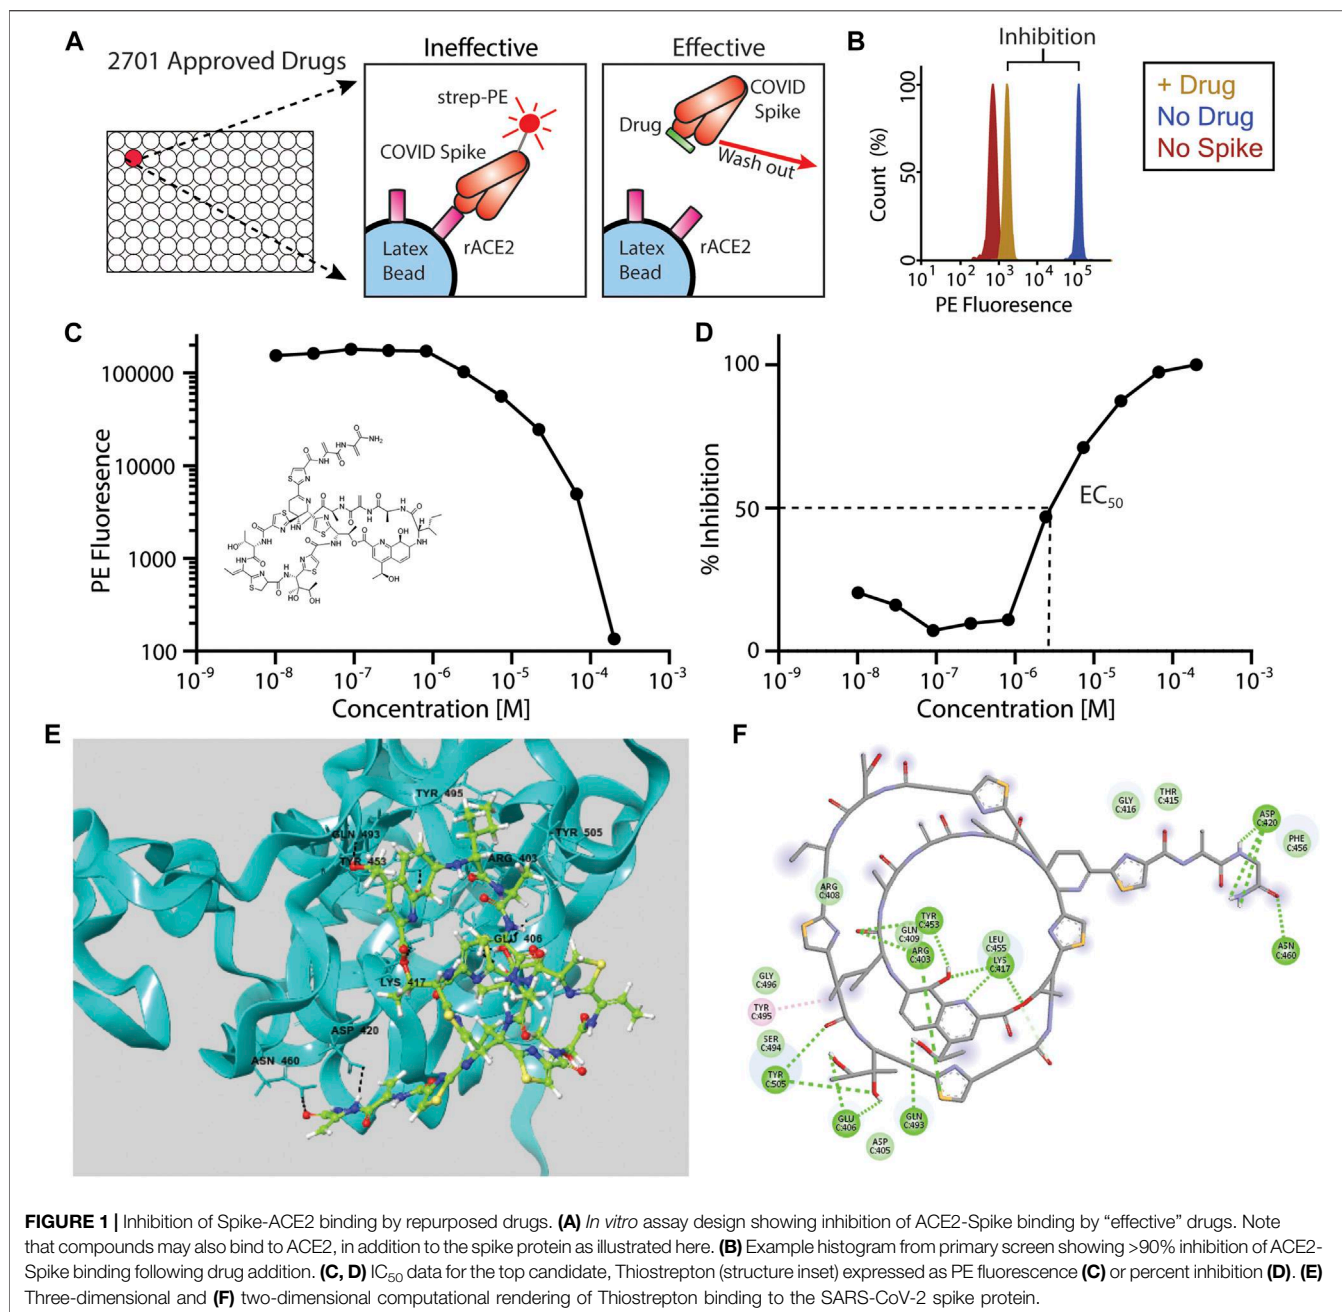 A
2701 Approved Drugs
Ineffective
strep-PE
COVID Spike
rACE2
Latex
Bead
Effective
COVID
Spike
Drug
Wash out
rACE2
Latex
Bead
B
Inhibition
100
50
0
Count (%)
10¹ 10² 10³ 10⁴ 10⁵
PE Fluoresence
+ Drug
No Drug
No Spike
C
PE Fluoresence
100000
10000
1000
100
10⁻⁹ 10⁻⁸ 10⁻⁷ 10⁻⁶ 10⁻⁵ 10⁻⁴ 10⁻³
Concentration [M]
D
% Inhibition
100
50
0
EC₅₀
10⁻⁹ 10⁻⁸ 10⁻⁷ 10⁻⁶ 10⁻⁵ 10⁻⁴ 10⁻³
Concentration [M]
E
TYR 495
GLN 493
TYR 505
TYR 453
ARG 403
GLU 406
LYS 417
ASP 420
ASN 460
F
GLY
C:416
THR
C:415
ASP
C:420
PHE
C:456
ARG
C:408
TYR
C:453
GLN
C:409
ARG
C:403
LEU
C:455
LYS
C:417
ASN
C:460
GLY
C:496
TYR
C:495
SER
C:494
TYR
C:505
GLU
C:406
ASP
C:405
GLN
C:493
FIGURE 1 | Inhibition of Spike-ACE2 binding by repurposed drugs. (A) In vitro assay design showing inhibition of ACE2-Spike binding by “effective” drugs. Note
that compounds may also bind to ACE2, in addition to the spike protein as illustrated here. (B) Example histogram from primary screen showing >90% inhibition of ACE2-
Spike binding following drug addition. (C, D) IC₅₀ data for the top candidate, Thiostrepton (structure inset) expressed as PE fluorescence (C) or percent inhibition (D). (E)
Three-dimensional and (F) two-dimensional computational rendering of Thiostrepton binding to the SARS-CoV-2 spike protein.